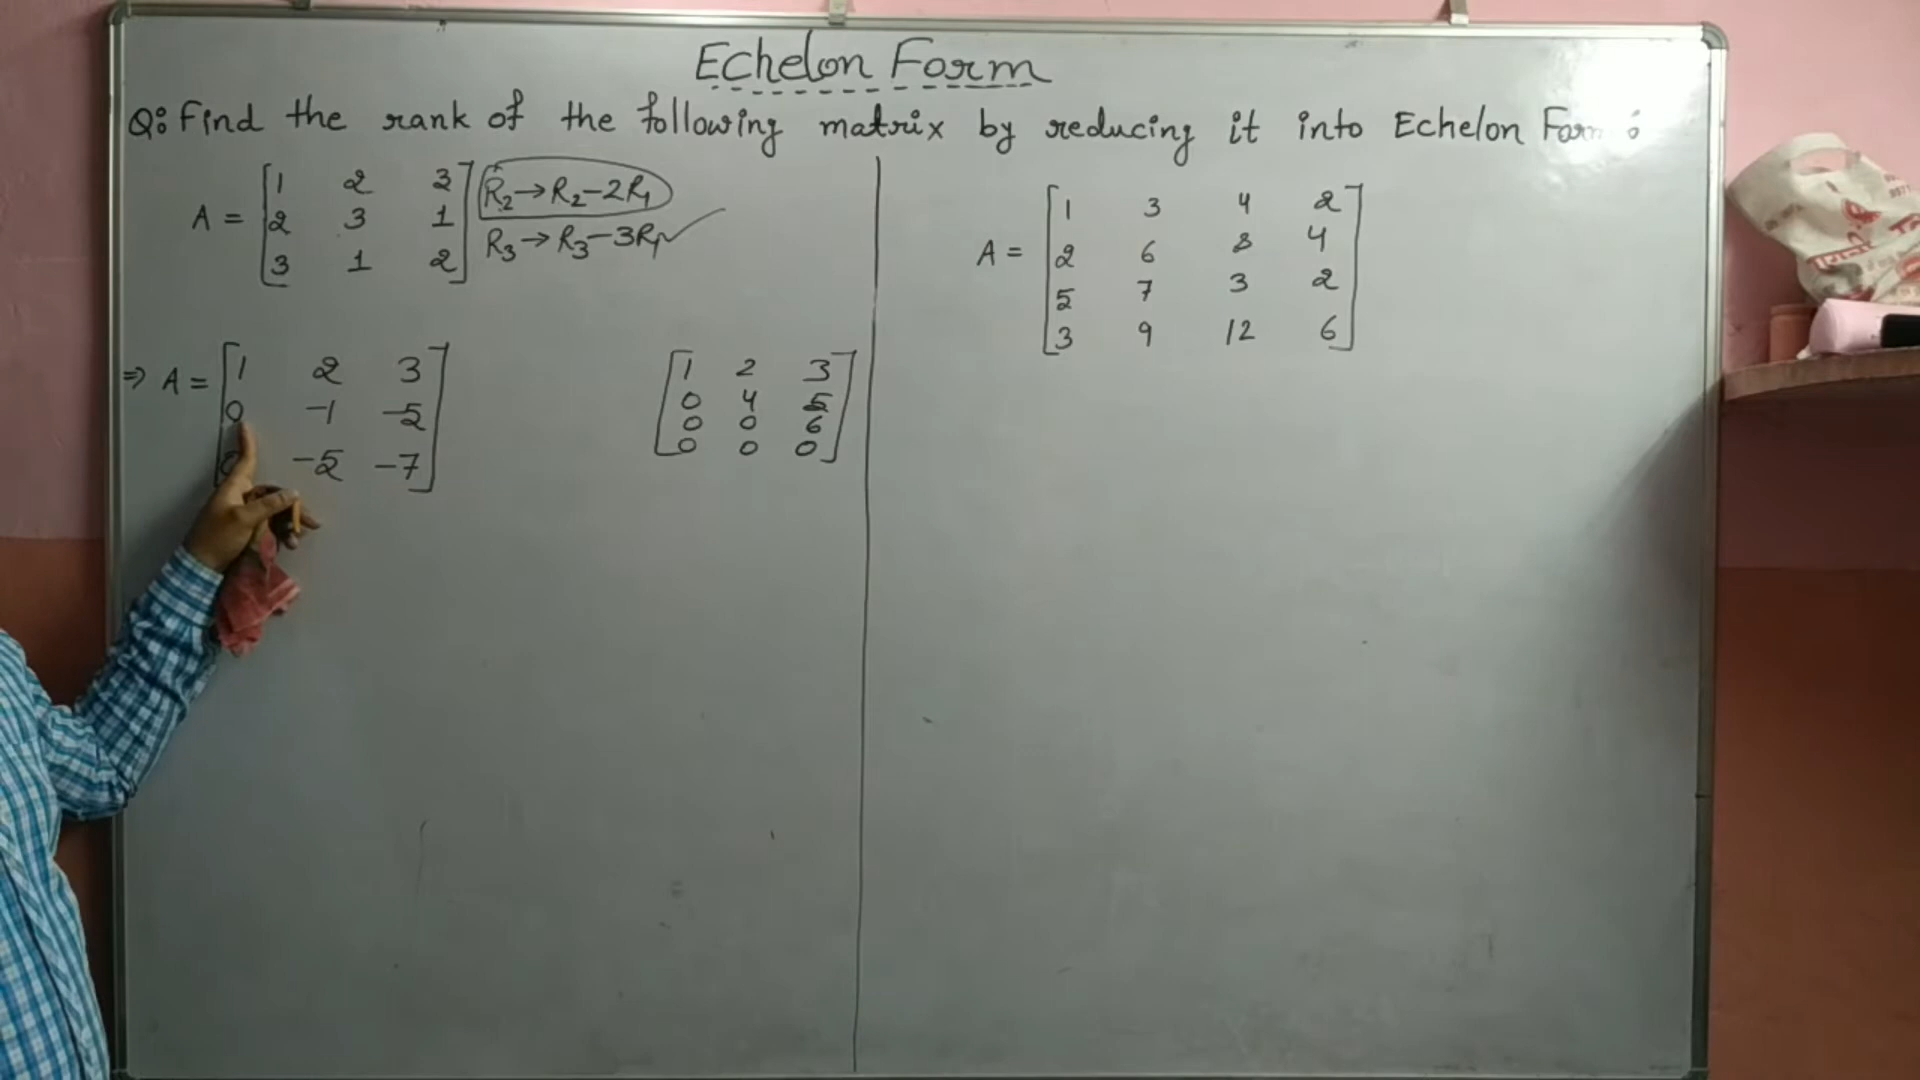 Echelon Form
Q: Find the rank of the following matrix by reducing it into Echelon Form :
A = [1 2 3] R2→R2-2R1
[2 3 1] R3→R3-3R1
[3 1 2]
⇒ A = [1 2 3]
[0 -1 -5]
[0 -5 -7]
[1 2 3]
[0 4 5]
[0 0 6]
[0 0 0]
A = [1 3 4 2]
[2 6 8 4]
[5 7 3 2]
[3 9 12 6]